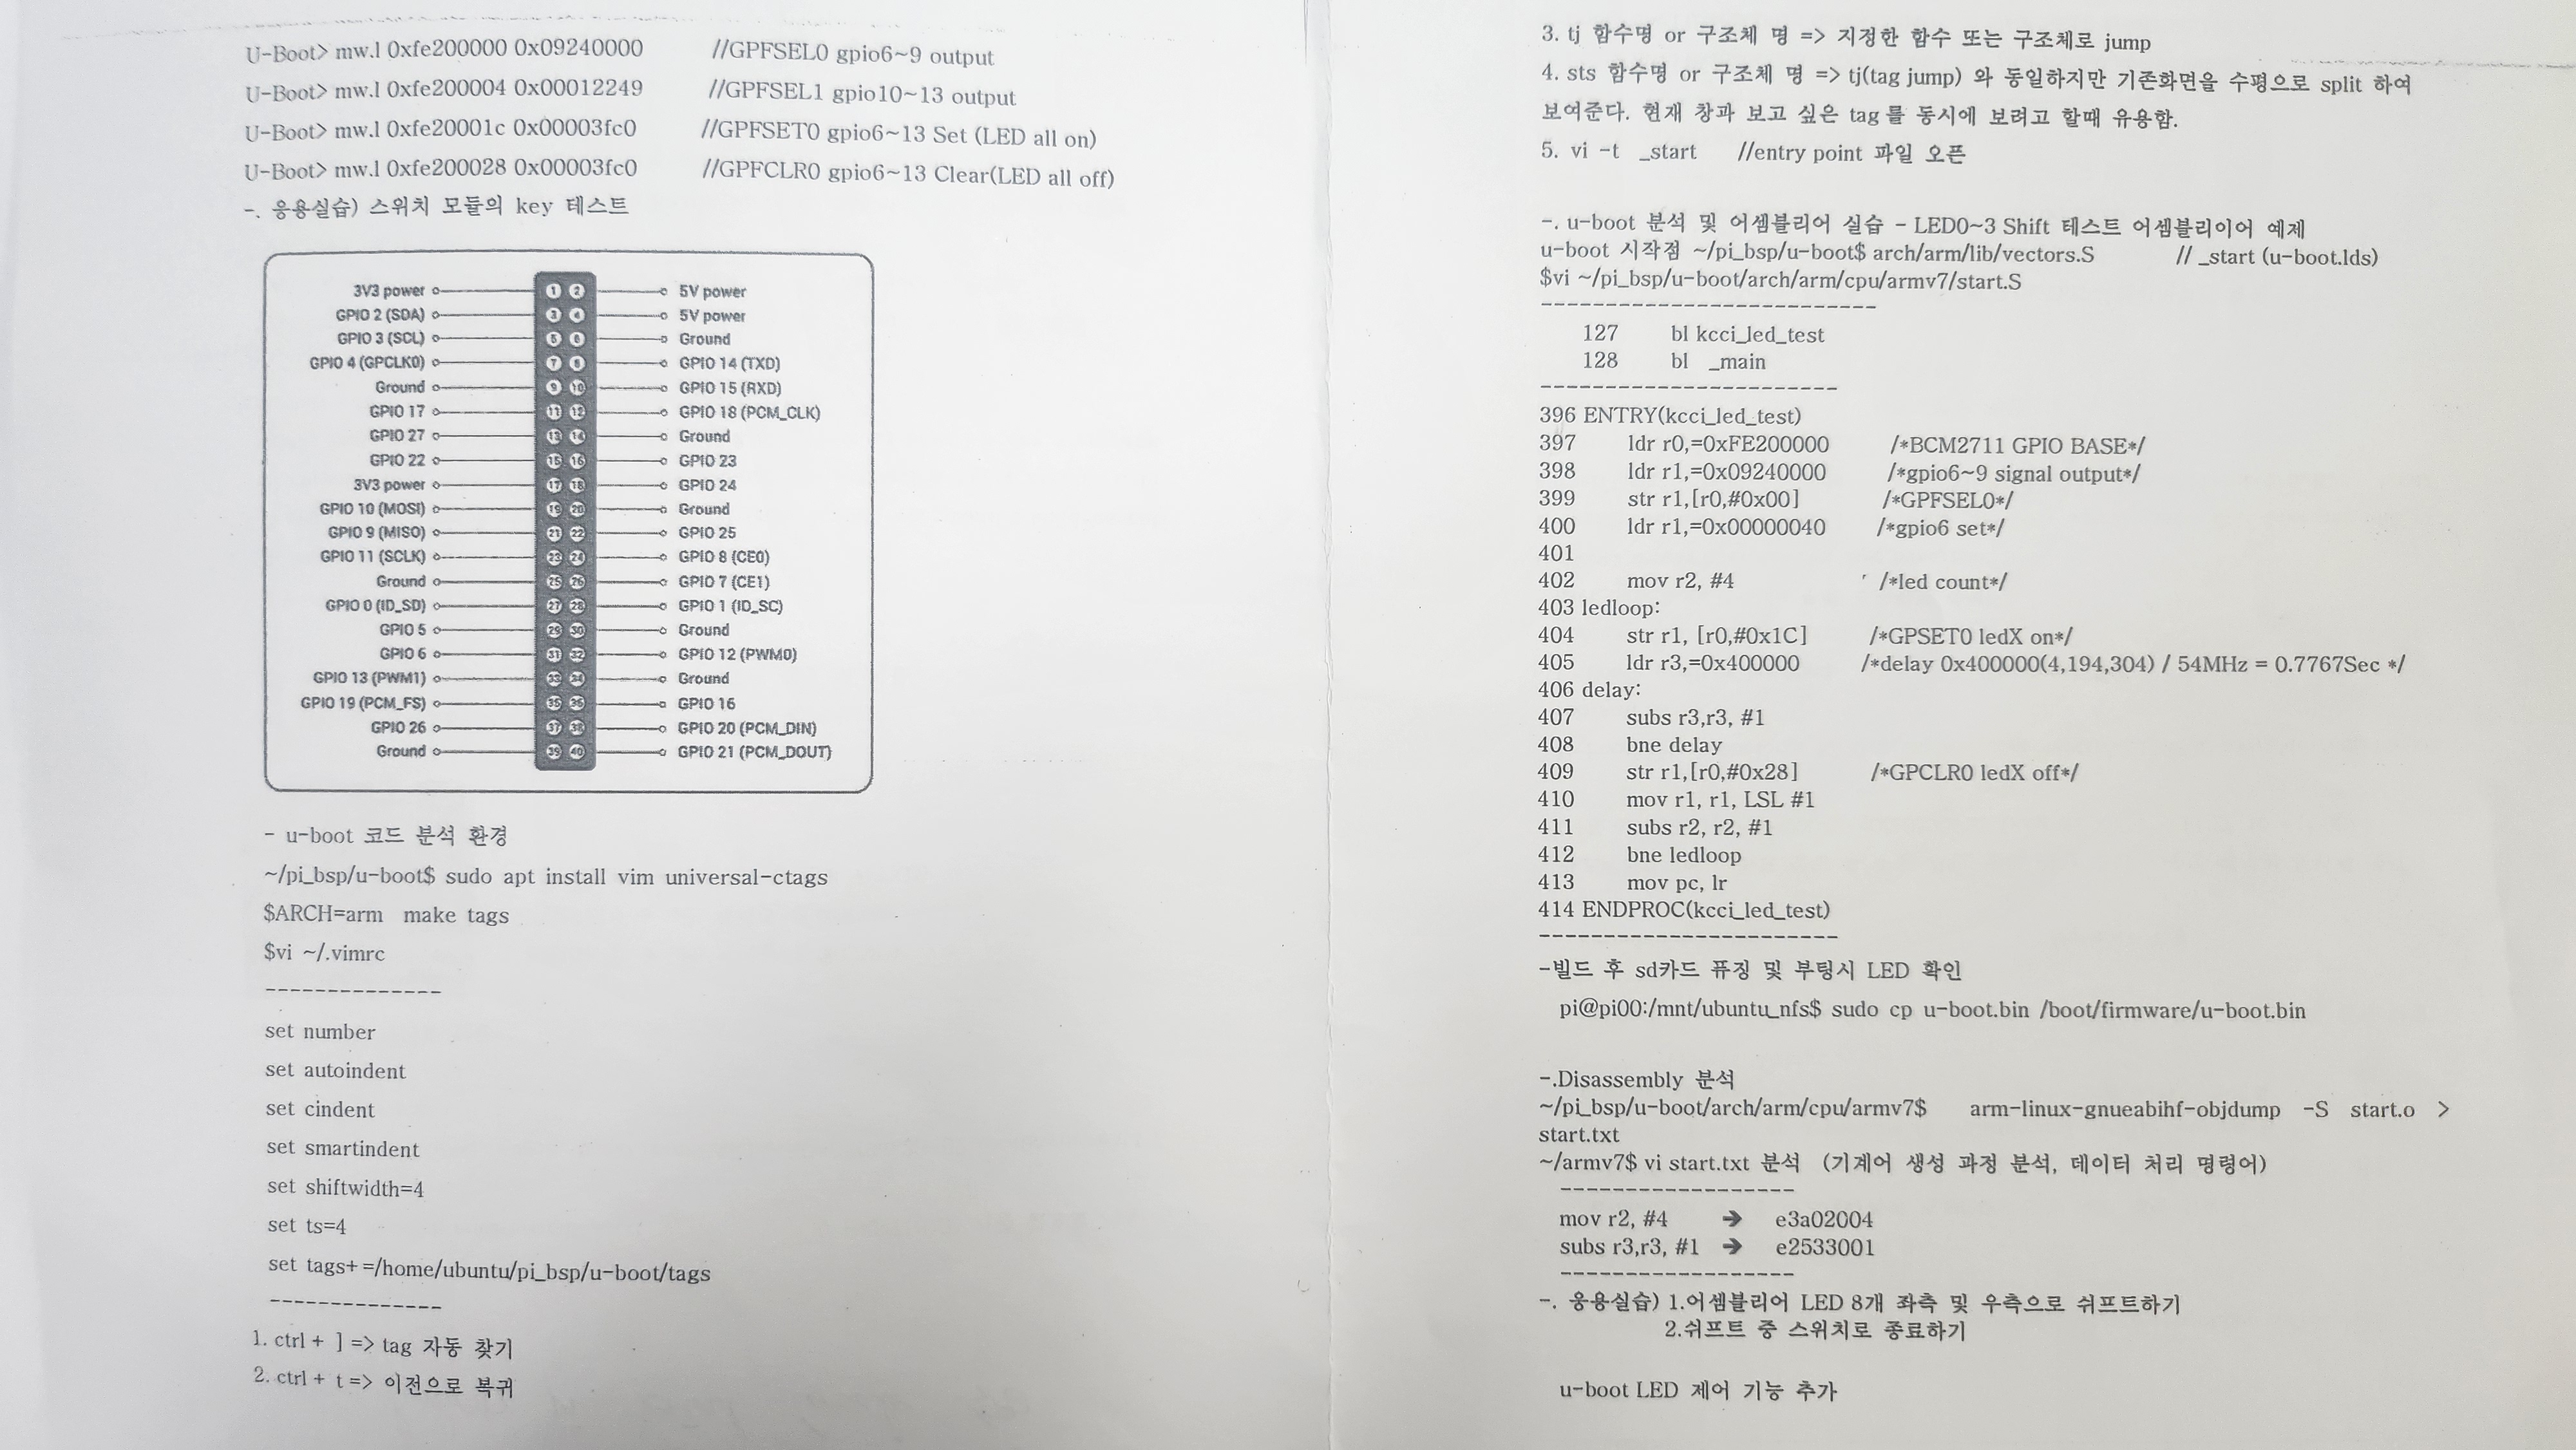 U-Boot> mw.l 0xfe200000 0x09240000 //GPFSEL0 gpio6~9 output
U-Boot> mw.l 0xfe200004 0x00012249 //GPFSEL1 gpio10~13 output
U-Boot> mw.l 0xfe20001c 0x00003fc0 //GPFSET0 gpio6~13 Set (LED all on)
U-Boot> mw.l 0xfe200028 0x00003fc0 //GPFCLR0 gpio6~13 Clear(LED all off)
-. 응용실습) 스위치 모듈의 key 테스트
3V3 power 1 2 5V power
GPIO 2 (SDA) 3 4 5V power
GPIO 3 (SCL) 5 6 Ground
GPIO 4 (GPCLK0) 7 8 GPIO 14 (TXD)
Ground 9 10 GPIO 15 (RXD)
GPIO 17 11 12 GPIO 18 (PCM_CLK)
GPIO 27 13 14 Ground
GPIO 22 15 16 GPIO 23
3V3 power 17 18 GPIO 24
GPIO 10 (MOSI) 19 20 Ground
GPIO 9 (MISO) 21 22 GPIO 25
GPIO 11 (SCLK) 23 24 GPIO 8 (CE0)
Ground 25 26 GPIO 7 (CE1)
GPIO 0 (ID_SD) 27 28 GPIO 1 (ID_SC)
GPIO 5 29 30 Ground
GPIO 6 31 32 GPIO 12 (PWM0)
GPIO 13 (PWM1) 33 34 Ground
GPIO 19 (PCM_FS) 35 36 GPIO 16
GPIO 26 37 38 GPIO 20 (PCM_DIN)
Ground 39 40 GPIO 21 (PCM_DOUT)
- u-boot 코드 분석 환경
~/pi_bsp/u-boot$ sudo apt install vim universal-ctags
$ARCH=arm make tags
$vi ~/.vimrc
--------------
set number
set autoindent
set cindent
set smartindent
set shiftwidth=4
set ts=4
set tags+=/home/ubuntu/pi_bsp/u-boot/tags
--------------
1. ctrl + ] => tag 자동 찾기
2. ctrl + t => 이전으로 복귀
3. tj 함수명 or 구조체 명 => 지정한 함수 또는 구조체로 jump
4. sts 함수명 or 구조체 명 => tj(tag jump) 와 동일하지만 기존화면을 수평으로 split 하여
보여준다. 현재 창과 보고 싶은 tag를 동시에 보려고 할때 유용함.
5. vi -t _start //entry point 파일 오픈
-. u-boot 분석 및 어셈블리어 실습 - LED0~3 Shift 테스트 어셈블리이어 예제
u-boot 시작점 ~/pi_bsp/u-boot$ arch/arm/lib/vectors.S // _start (u-boot.lds)
$vi ~/pi_bsp/u-boot/arch/arm/cpu/armv7/start.S
--------------------------
127 bl kcci_led_test
128 bl _main
-----------------------
396 ENTRY(kcci_led_test)
397 ldr r0,=0xFE200000 /*BCM2711 GPIO BASE*/
398 ldr r1,=0x09240000 /*gpio6~9 signal output*/
399 str r1,[r0,#0x00] /*GPFSEL0*/
400 ldr r1,=0x00000040 /*gpio6 set*/
401
402 mov r2, #4 /*led count*/
403 ledloop:
404 str r1, [r0,#0x1C] /*GPSET0 ledX on*/
405 ldr r3,=0x400000 /*delay 0x400000(4,194,304) / 54MHz = 0.7767Sec */
406 delay:
407 subs r3,r3, #1
408 bne delay
409 str r1,[r0,#0x28] /*GPCLR0 ledX off*/
410 mov r1, r1, LSL #1
411 subs r2, r2, #1
412 bne ledloop
413 mov pc, lr
414 ENDPROC(kcci_led_test)
-----------------------
-빌드 후 sd카드 퓨징 및 부팅시 LED 확인
pi@pi00:/mnt/ubuntu_nfs$ sudo cp u-boot.bin /boot/firmware/u-boot.bin
-.Disassembly 분석
~/pi_bsp/u-boot/arch/arm/cpu/armv7$ arm-linux-gnueabihf-objdump -S start.o >
start.txt
~/armv7$ vi start.txt 분석 (기계어 생성 과정 분석, 데이터 처리 명령어)
------------------
mov r2, #4 ➔ e3a02004
subs r3,r3, #1 ➔ e2533001
------------------
-. 응용실습) 1.어셈블리어 LED 8개 좌측 및 우측으로 쉬프트하기
2.쉬프트 중 스위치로 종료하기
u-boot LED 제어 기능 추가